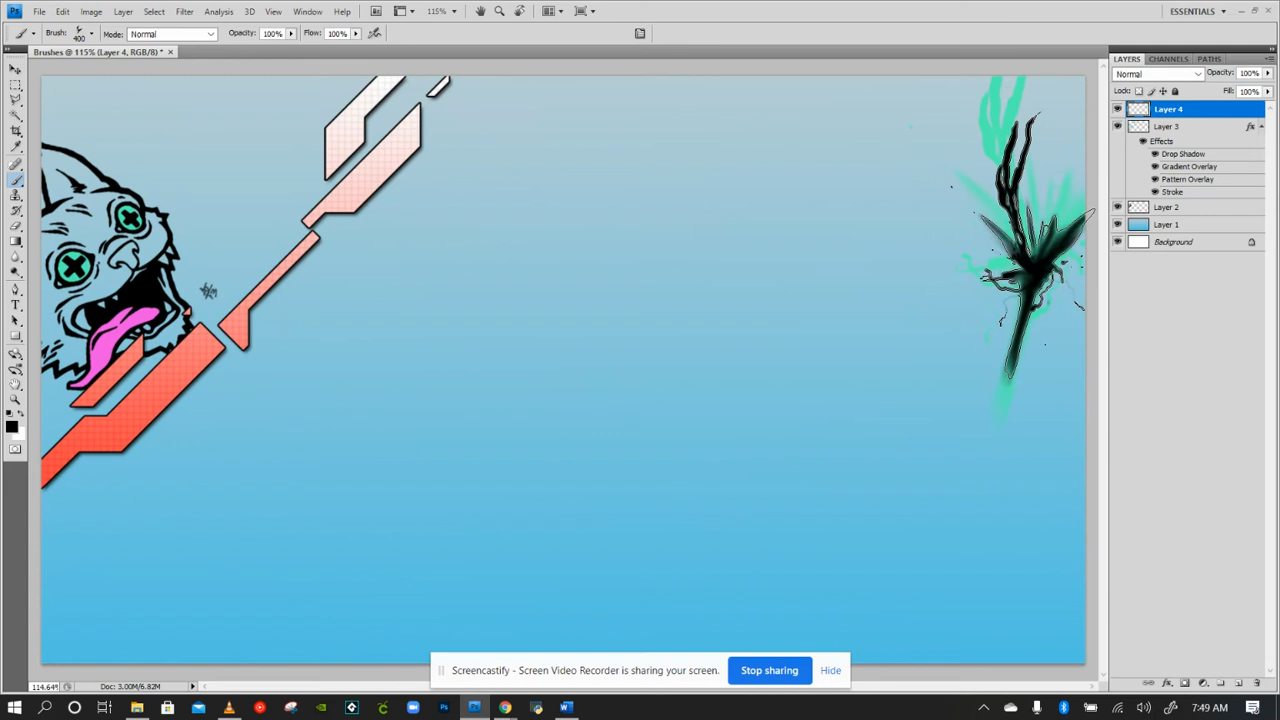 Ps File Edit Image Layer Select Filter Analysis 3D View Window Help 115% ESSENTIALS
Brush: 400 Mode: Normal Opacity: 100% Flow: 100%
Brushes @ 115% (Layer 4, RGB/8) *
LAYERS CHANNELS PATHS
Normal Opacity: 100%
Lock: Fill: 100%
Layer 4
Layer 3 fx
Effects
Drop Shadow
Gradient Overlay
Pattern Overlay
Stroke
Layer 2
Layer 1
Background
Screencastify - Screen Video Recorder is sharing your screen. Stop sharing Hide
114.64% Doc: 3.00M/6.82M
7:49 AM